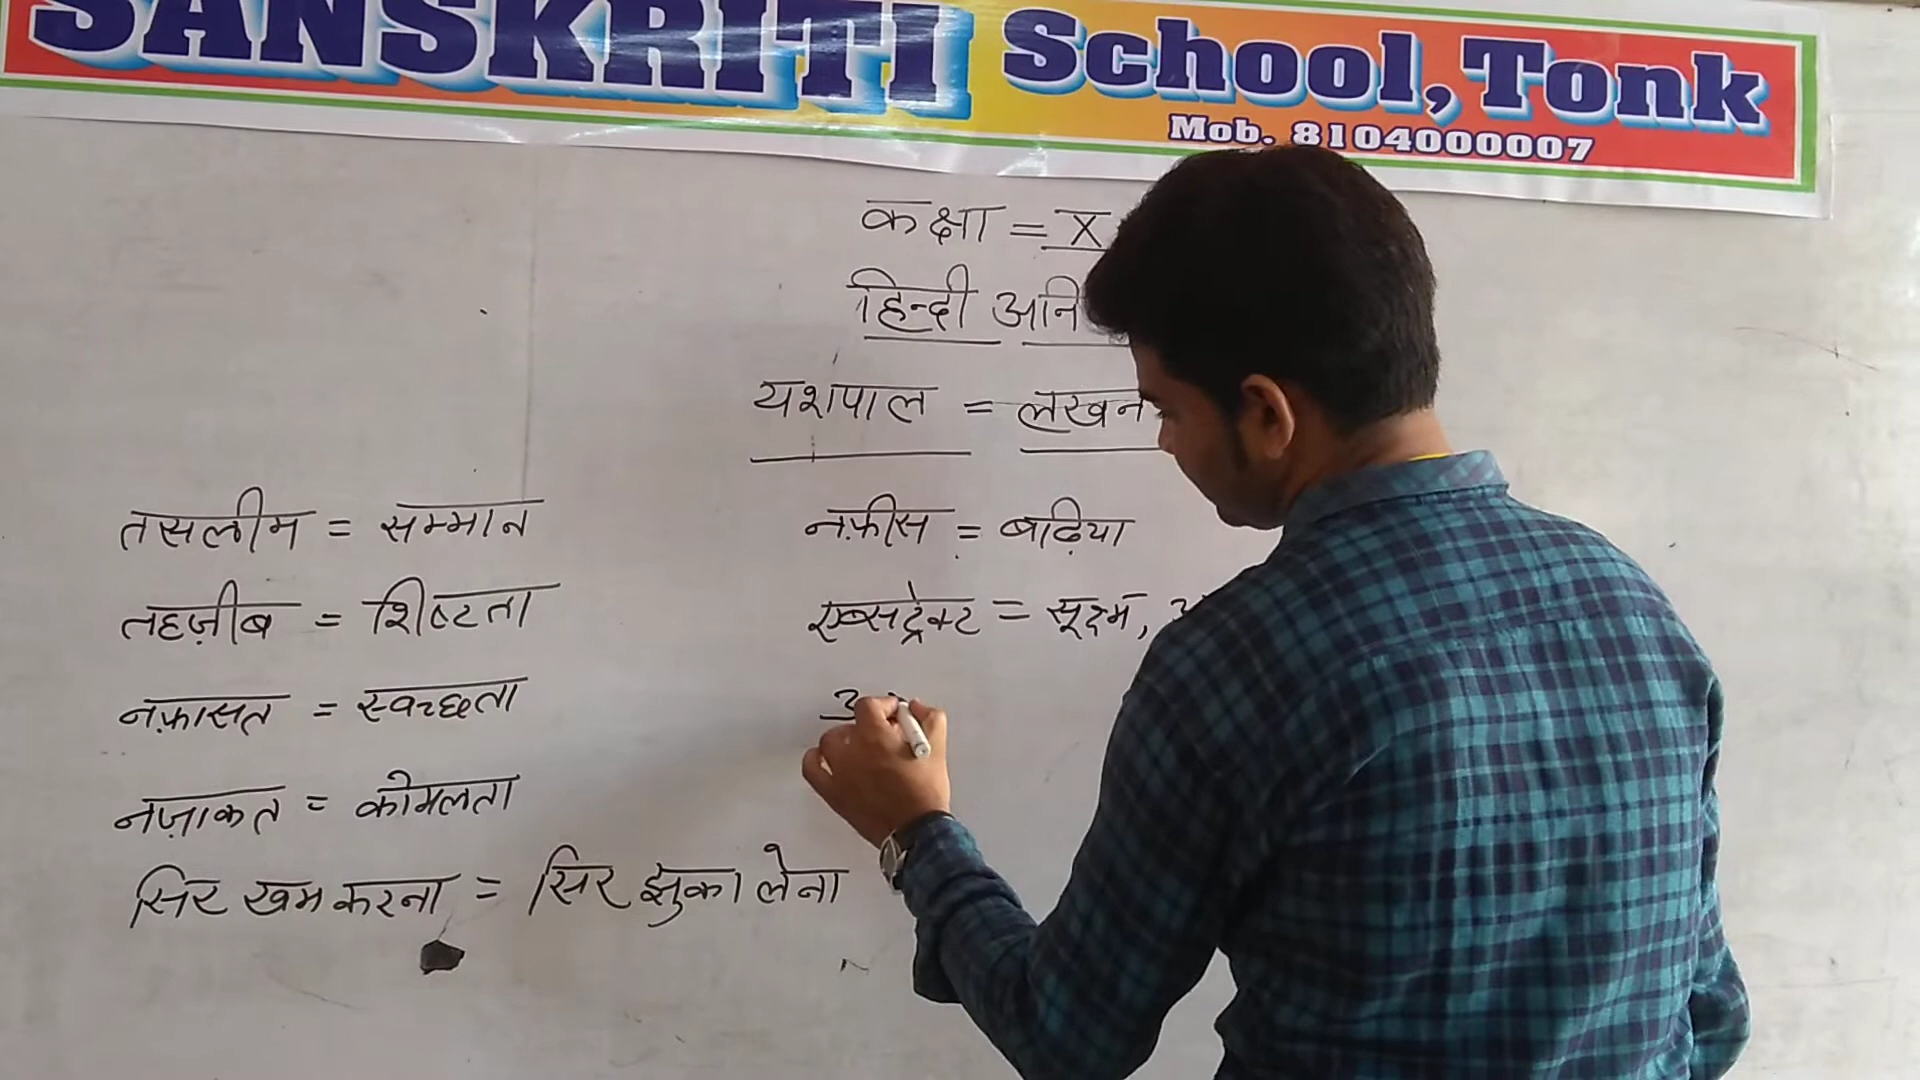 SANSKRITI School, Tonk
Mob. 8104000007
कक्षा = X
हिन्दी
यशपाल =
तसलीम = सम्मान
तहज़ीब = शिष्टता
नफ़ासत = स्वच्छता
नज़ाकत = कोमलता
सिर खम करना = सिर झुका लेना
नफ़ीस = बढ़िया
एब्सट्रेक्ट = सूक्ष्म,